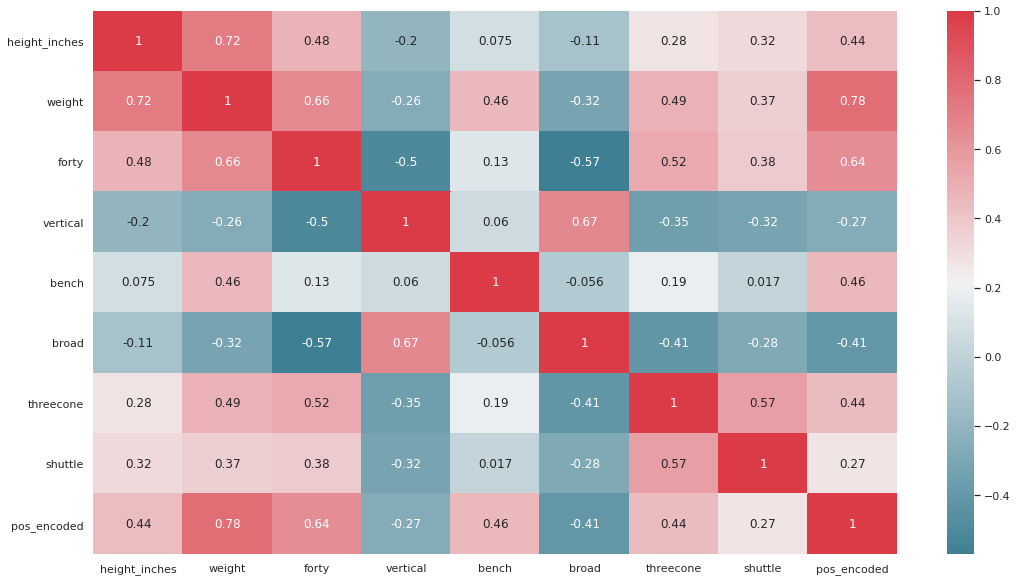 height_inches 1 0.72 0.48 -0.2 0.075 -0.11 0.28 0.32 0.44
weight 0.72 1 0.66 -0.26 0.46 -0.32 0.49 0.37 0.78
forty 0.48 0.66 1 -0.5 0.13 -0.57 0.52 0.38 0.64
vertical -0.2 -0.26 -0.5 1 0.06 0.67 -0.35 -0.32 -0.27
bench 0.075 0.46 0.13 0.06 1 -0.056 0.19 0.017 0.46
broad -0.11 -0.32 -0.57 0.67 -0.056 1 -0.41 -0.28 -0.41
threecone 0.28 0.49 0.52 -0.35 0.19 -0.41 1 0.57 0.44
shuttle 0.32 0.37 0.38 -0.32 0.017 -0.28 0.57 1 0.27
pos_encoded 0.44 0.78 0.64 -0.27 0.46 -0.41 0.44 0.27 1
height_inches weight forty vertical bench broad threecone shuttle pos_encoded
1.0
0.8
0.6
0.4
0.2
0.0
−0.2
−0.4